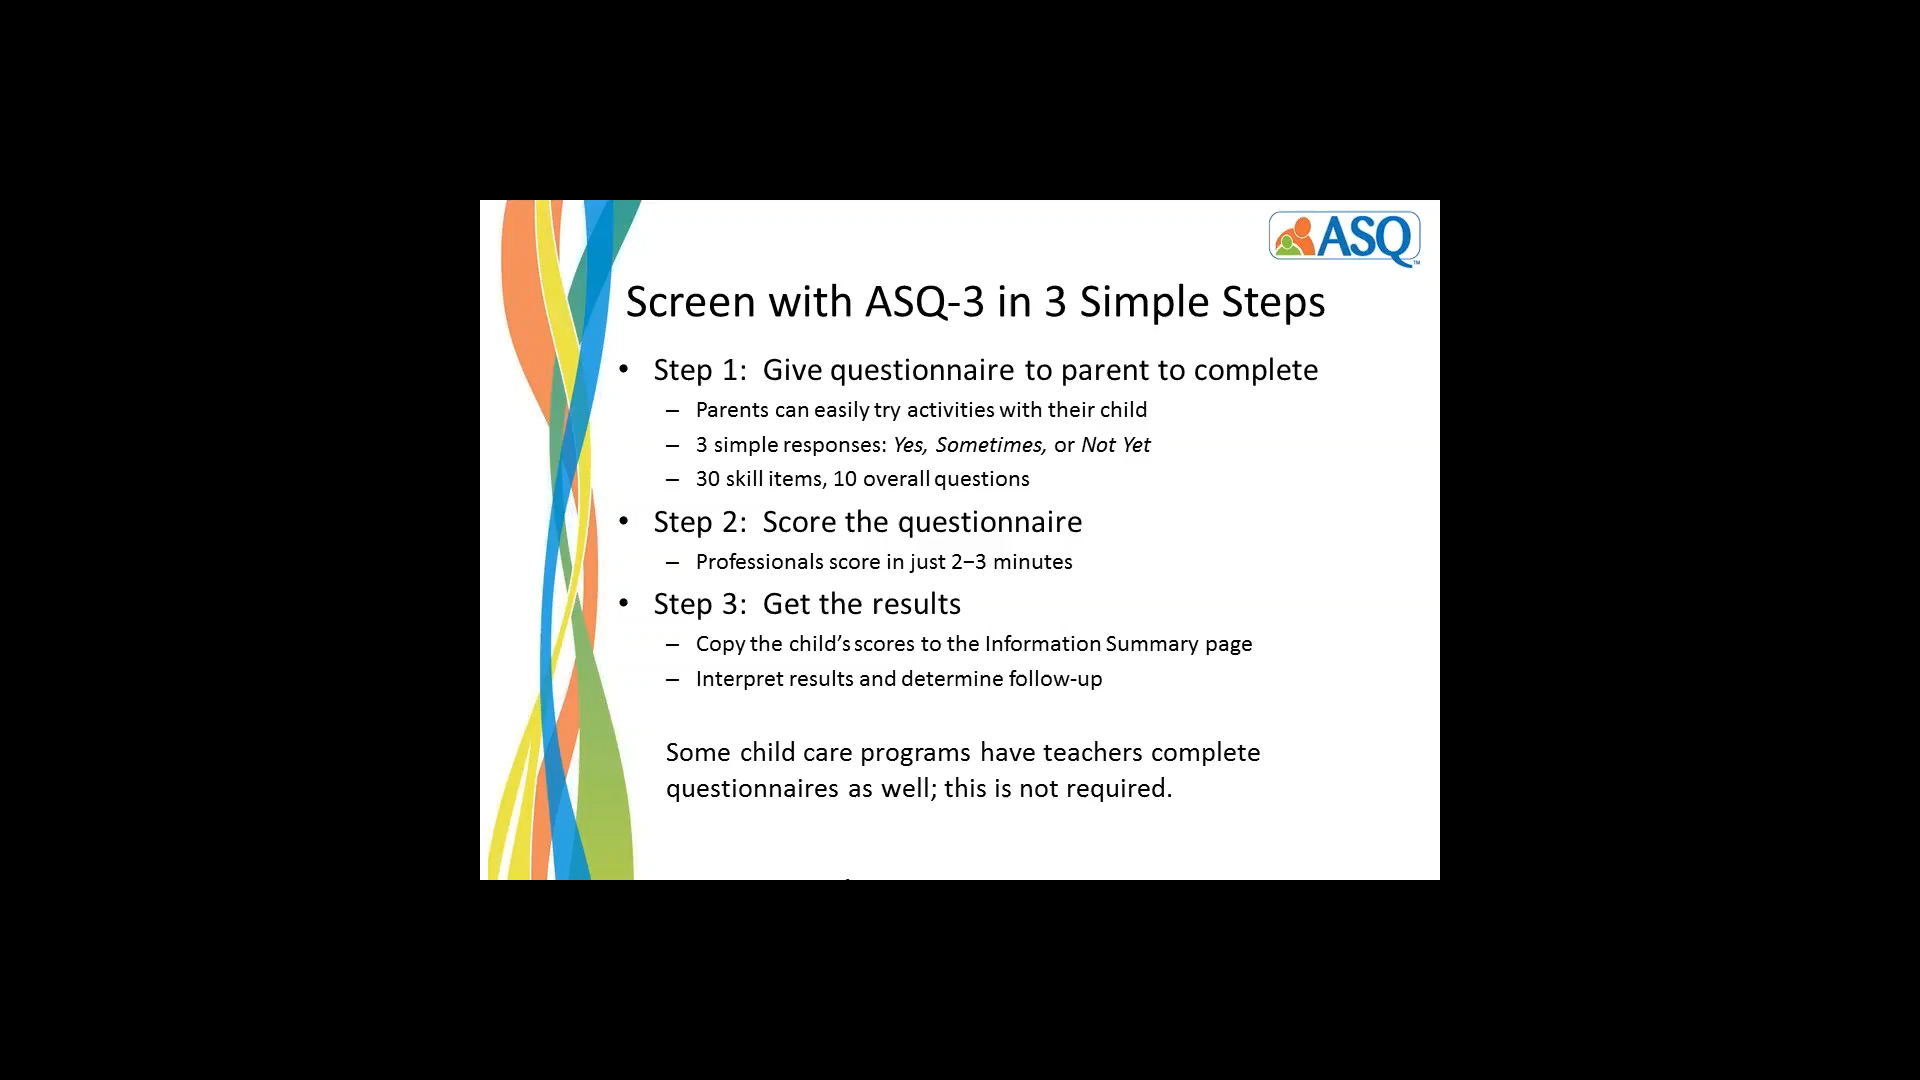 ASQ™
Screen with ASQ-3 in 3 Simple Steps
• Step 1:  Give questionnaire to parent to complete
– Parents can easily try activities with their child
– 3 simple responses: Yes, Sometimes, or Not Yet
– 30 skill items, 10 overall questions
• Step 2:  Score the questionnaire
– Professionals score in just 2–3 minutes
• Step 3:  Get the results
– Copy the child’s scores to the Information Summary page
– Interpret results and determine follow-up
Some child care programs have teachers complete
questionnaires as well; this is not required.